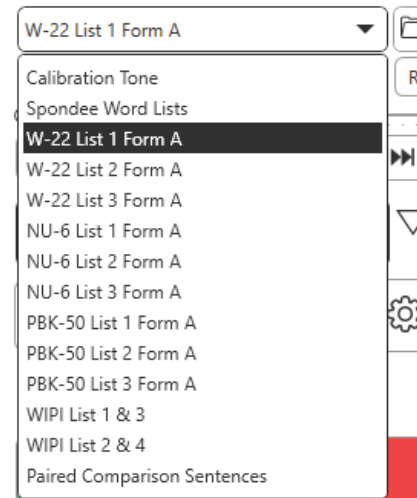 W-22 List 1 Form A
Calibration Tone
Spondee Word Lists
W-22 List 1 Form A
W-22 List 2 Form A
W-22 List 3 Form A
NU-6 List 1 Form A
NU-6 List 2 Form A
NU-6 List 3 Form A
PBK-50 List 1 Form A
PBK-50 List 2 Form A
PBK-50 List 3 Form A
WIPI List 1 & 3
WIPI List 2 & 4
Paired Comparison Sentences